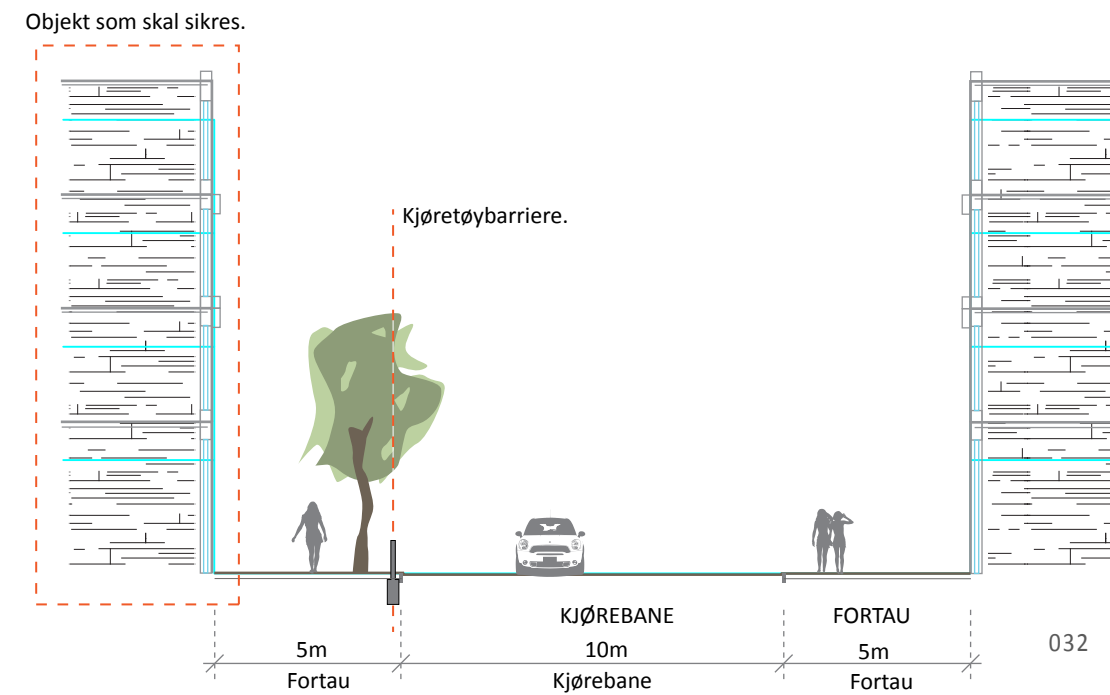 Objekt som skal sikres.
Kjøretøybarriere.
KJØREBANE
FORTAU
5m
10m
5m
032
Fortau
Kjørebane
Fortau